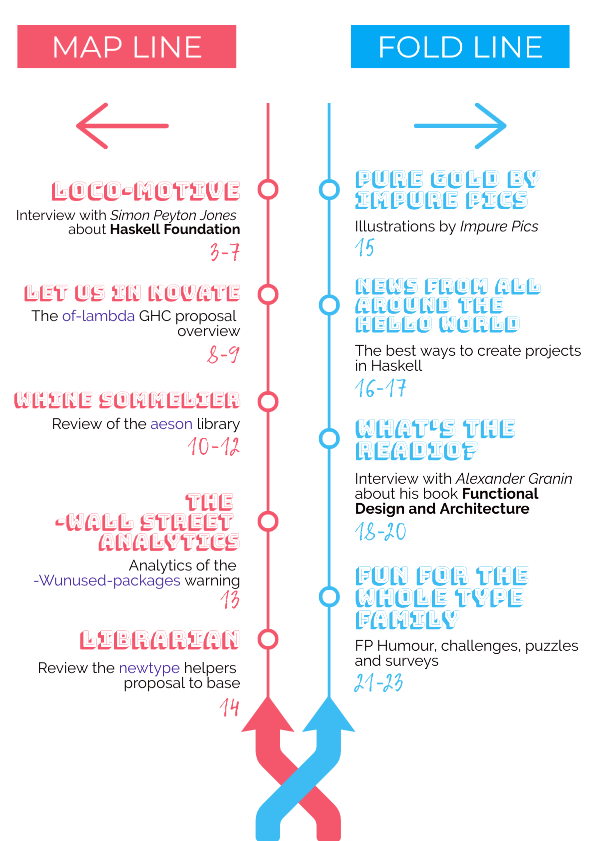 MAP LINE
LOCO-MOTIVE
Interview with Simon Peyton Jones
about Haskell Foundation
3-7
LET US IN NOVATE
The of-lambda GHC proposal
overview
8-9
WHINE SOMMELIER
Review of the aeson library
10-12
THE
-WALL STREET
ANALYTICS
Analytics of the
-Wunused-packages warning
13
LIBRARIAN
Review the newtype helpers
proposal to base
14
FOLD LINE
PURE GOLD BY
IMPURE PICS
Illustrations by Impure Pics
15
NEWS FROM ALL
AROUND THE
HELLO WORLD
The best ways to create projects
in Haskell
16-17
WHAT'S THE
READIO?
Interview with Alexander Granin
about his book Functional
Design and Architecture
18-20
FUN FOR THE
WHOLE TYPE
FAMILY
FP Humour, challenges, puzzles
and surveys
21-23